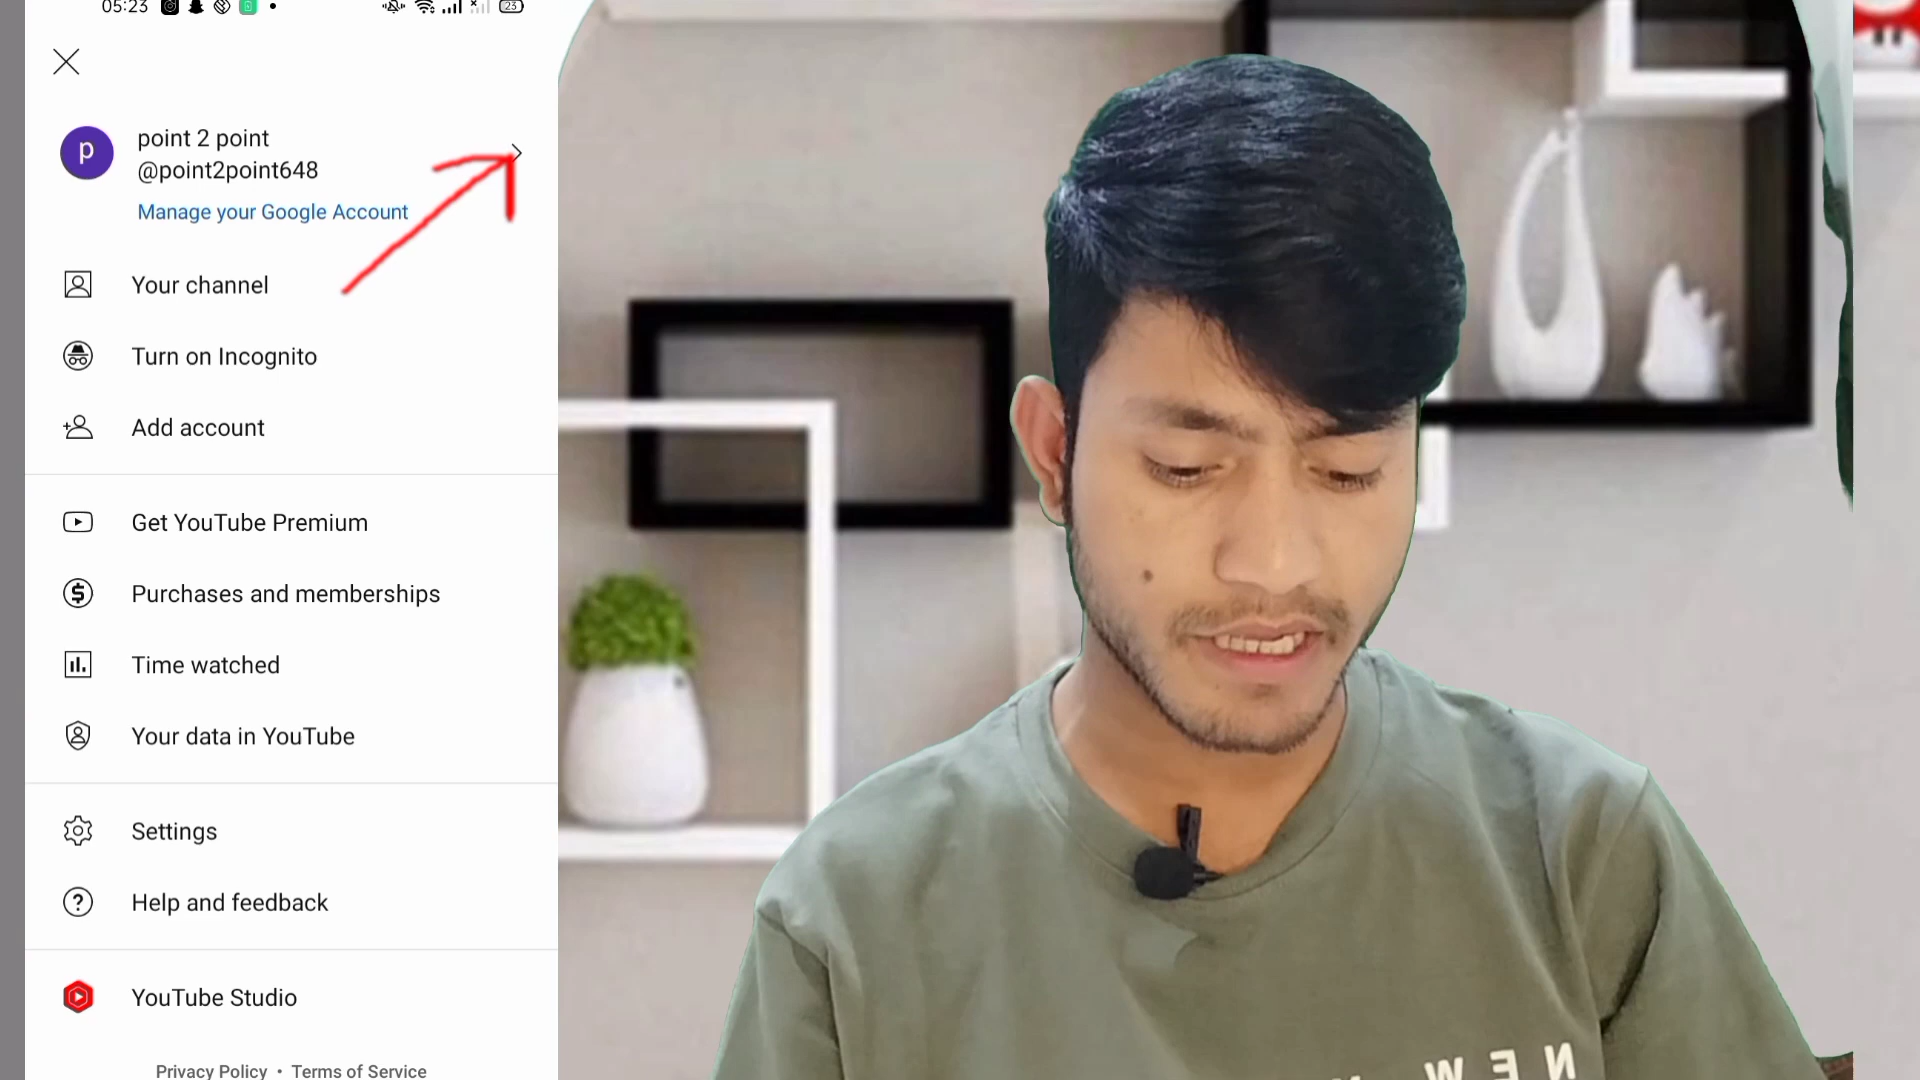 05:23
23
p
point 2 point
@point2point648
Manage your Google Account
Your channel
Turn on Incognito
Add account
Get YouTube Premium
Purchases and memberships
Time watched
Your data in YouTube
Settings
Help and feedback
YouTube Studio
Privacy Policy • Terms of Service
NEW